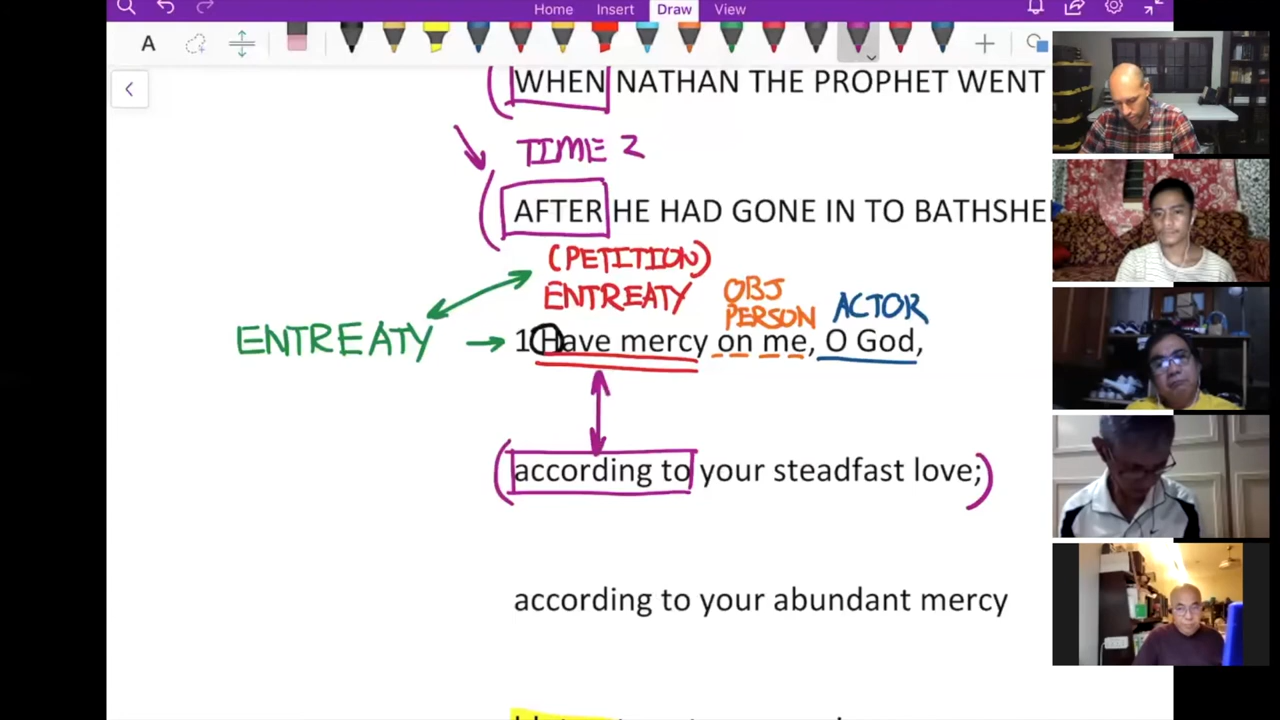 Home Insert Draw View
A
(WHEN NATHAN THE PROPHET WENT
TIME 2
(AFTER HE HAD GONE IN TO BATHSHE
(PETITION)
ENTREATY OBJ PERSON ACTOR
ENTREATY → 1 Have mercy on me, O God,
(according to your steadfast love;)
according to your abundant mercy